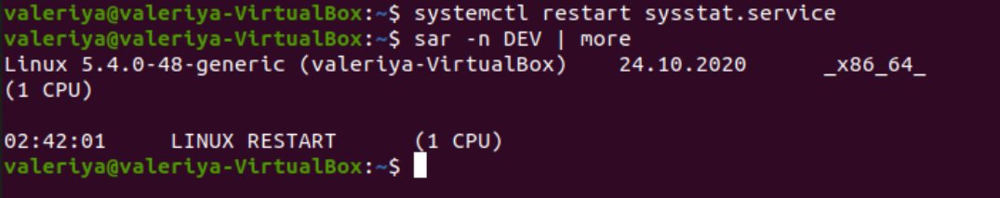 valeriya@valeriya-VirtualBox:~$ systemctl restart sysstat.service
valeriya@valeriya-VirtualBox:~$ sar -n DEV | more
Linux 5.4.0-48-generic (valeriya-VirtualBox)    24.10.2020      _x86_64_
(1 CPU)

02:42:01     LINUX RESTART      (1 CPU)
valeriya@valeriya-VirtualBox:~$